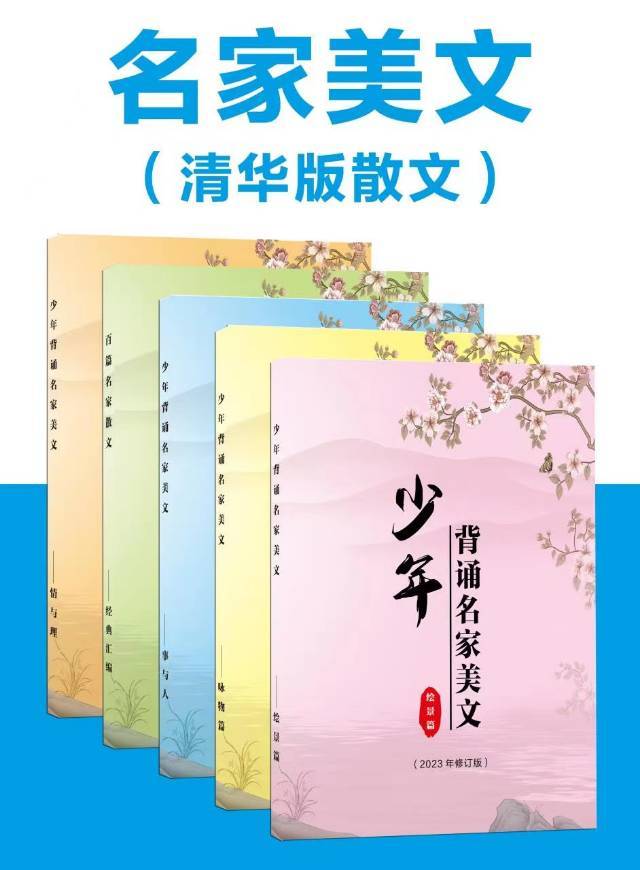 名家美文
（清华版散文）
少年背诵名家美文
——情与理
百篇名家散文
——经典汇编
少年背诵名家美文
——事与人
少年背诵名家美文
——咏物篇
少年背诵名家美文
——绘景篇
少年
背诵名家美文
绘景篇
（2023年修订版）